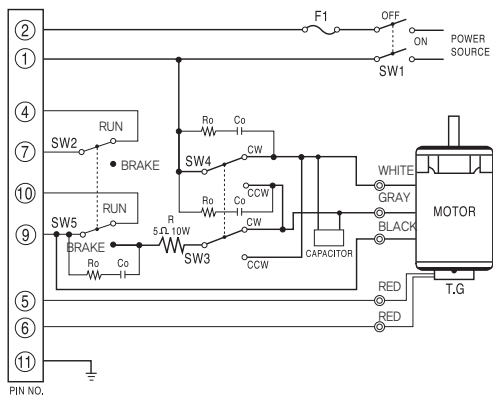 F1
OFF
ON
POWER
SOURCE
SW1
2
1
4
RUN
SW2
7
BRAKE
10
RUN
SW5
9
BRAKE
Ro Co
Ro Co
CW
SW4
CCW
Ro Co
CW
R
5Ω 10W
SW3
CCW
CAPACITOR
WHITE
GRAY
BLACK
MOTOR
T.G
5
RED
6
RED
11
PIN NO.